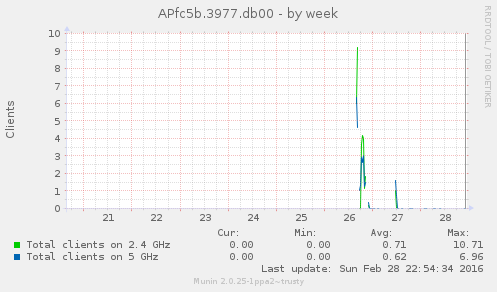 APfc5b.3977.db00 - by week
RRDTOOL / TOBI OETIKER
Clients
10
9
8
7
6
5
4
3
2
1
0
21 22 23 24 25 26 27 28
Cur: Min: Avg: Max:
Total clients on 2.4 GHz 0.00 0.00 0.71 10.71
Total clients on 5 GHz 0.00 0.00 0.62 6.96
Last update: Sun Feb 28 22:54:34 2016
Munin 2.0.25-1ppa2~trusty